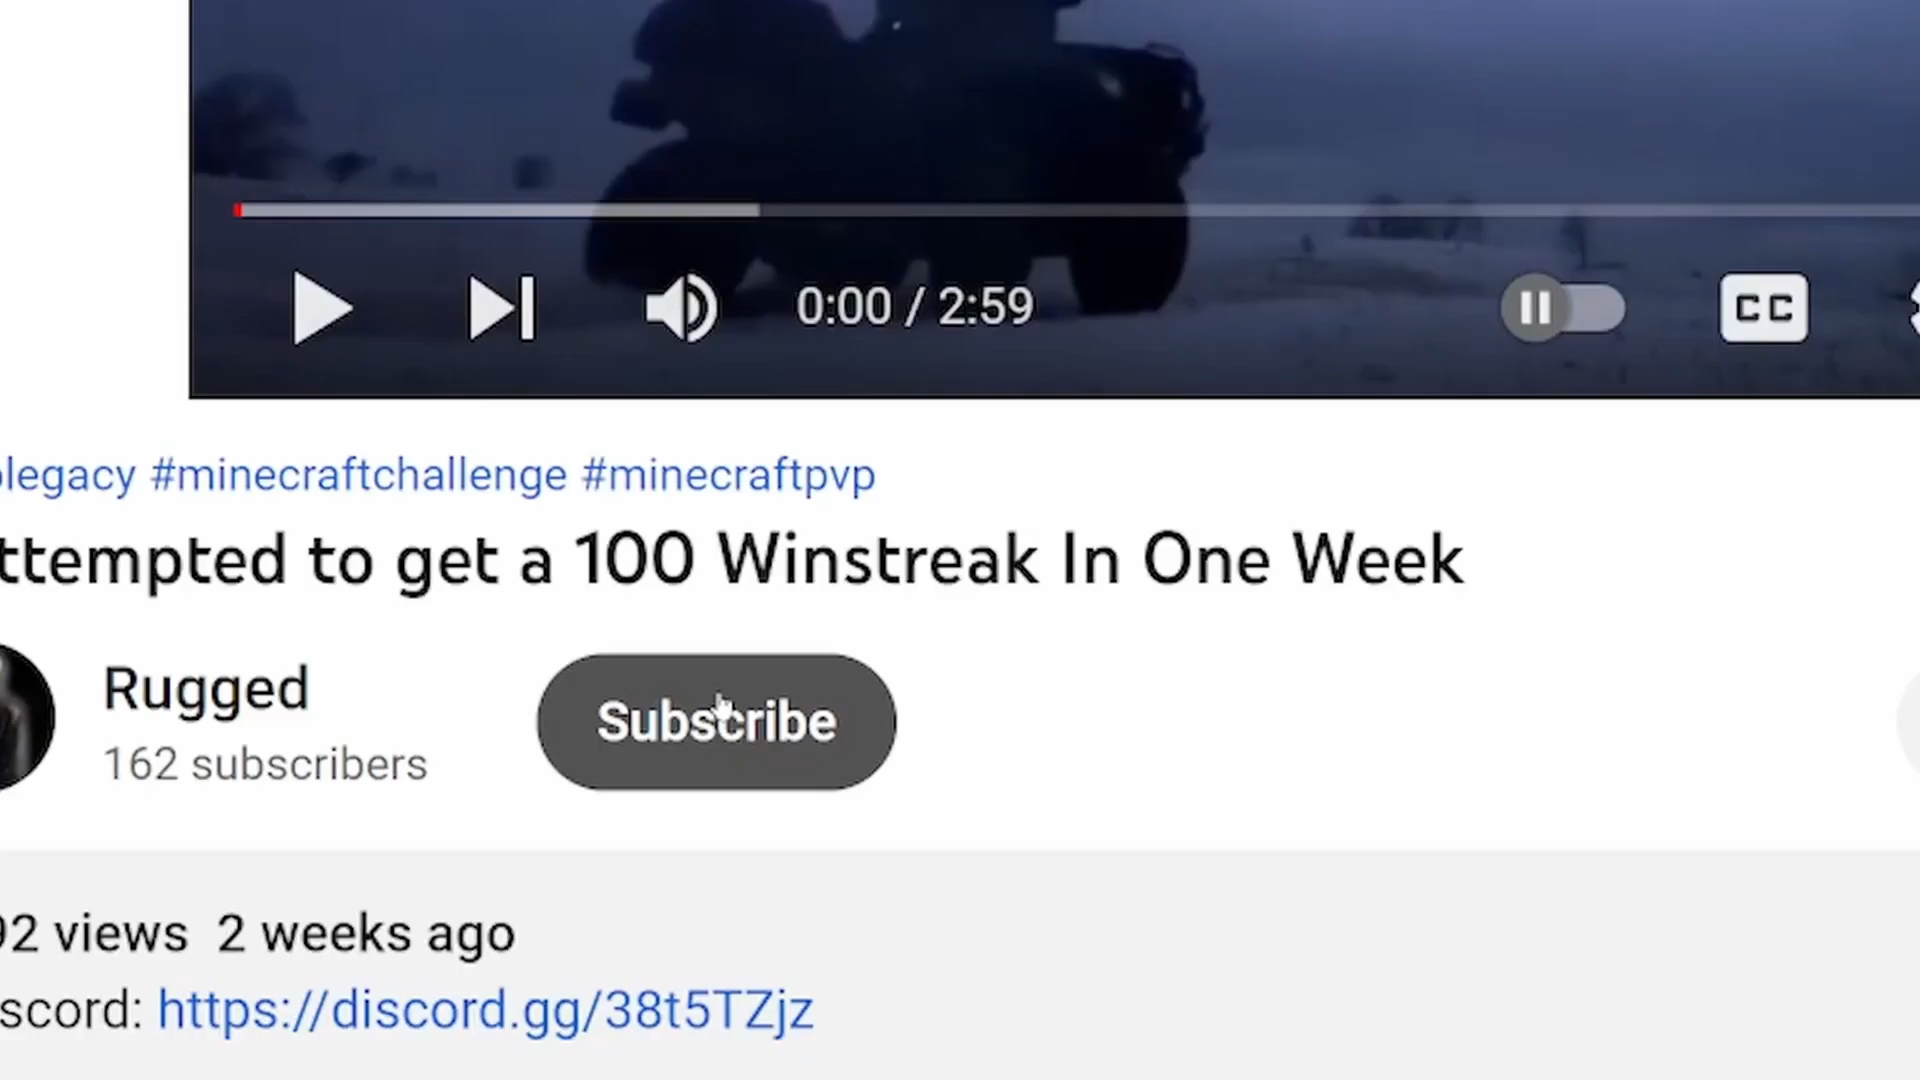 0:00 / 2:59
CC
legacy #minecraftchallenge #minecraftpvp
ttempted to get a 100 Winstreak In One Week
Rugged
Subscribe
162 subscribers
92 views 2 weeks ago
scord: https://discord.gg/38t5TZjz